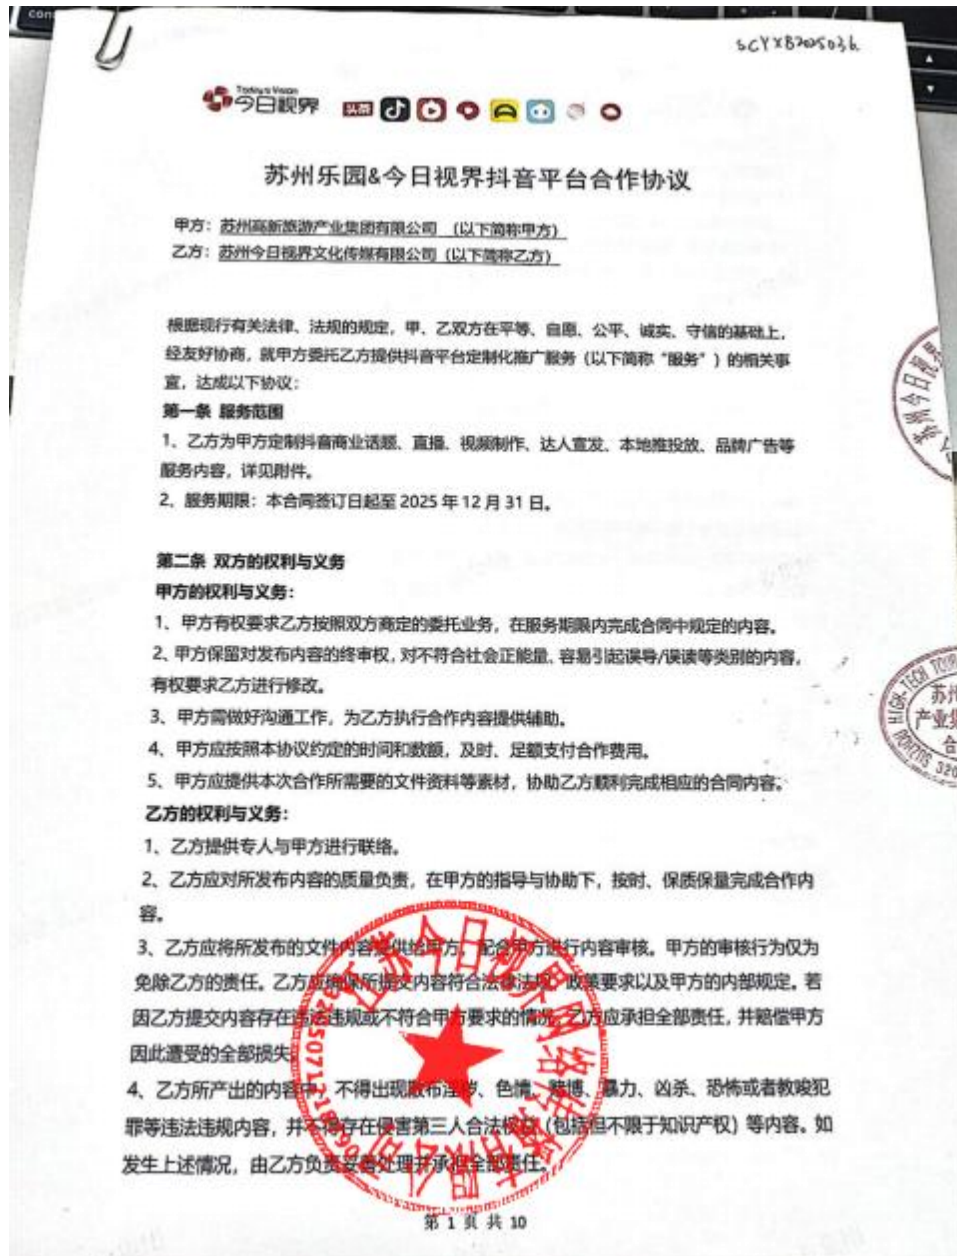 SCYXB2025036
Today's Vision
今日视界
头条
苏州乐园&今日视界抖音平台合作协议
甲方：苏州高新旅游产业集团有限公司 （以下简称甲方）
乙方：苏州今日视界文化传媒有限公司（以下简称乙方）
根据现行有关法律、法规的规定，甲、乙双方在平等、自愿、公平、诚实、守信的基础上，
经友好协商，就甲方委托乙方提供抖音平台定制化推广服务（以下简称“服务”）的相关事
宜，达成以下协议：
第一条 服务范围
1、乙方为甲方定制抖音商业话题、直播、视频制作、达人宣发、本地推投放、品牌广告等
服务内容，详见附件。
2、服务期限：本合同签订日起至 2025 年 12 月 31 日。
第二条 双方的权利与义务
甲方的权利与义务：
1、甲方有权要求乙方按照双方商定的委托业务，在服务期限内完成合同中规定的内容。
2、甲方保留对发布内容的终审权，对不符合社会正能量、容易引起误导/误读等类别的内容，
有权要求乙方进行修改。
3、甲方需做好沟通工作，为乙方执行合作内容提供辅助。
4、甲方应按照本协议约定的时间和数额，及时、足额支付合作费用。
5、甲方应提供本次合作所需要的文件资料等素材，协助乙方顺利完成相应的合同内容。
乙方的权利与义务：
1、乙方提供专人与甲方进行联络。
2、乙方应对所发布内容的质量负责，在甲方的指导与协助下，按时、保质保量完成合作内
容。
3、乙方应将所发布的文件内容提供给甲方，配合甲方进行内容审核。甲方的审核行为仅为
免除乙方的责任。乙方应确保所提交内容符合法律法规、政策要求以及甲方的内部规定。若
因乙方提交内容存在违法违规或不符合甲方要求的情况，乙方应承担全部责任，并赔偿甲方
因此遭受的全部损失。
4、乙方所产出的内容中，不得出现散布淫秽、色情、赌博、暴力、凶杀、恐怖或者教唆犯
罪等违法违规内容，并不得存在侵害第三人合法权益（包括但不限于知识产权）等内容。如
发生上述情况，由乙方负责妥善处理并承担全部责任。
江苏今日视界网络传播有限公司
苏州今日视界
HIGH-TECH TOUR
苏州
产业集
合
第 1 页 共 10